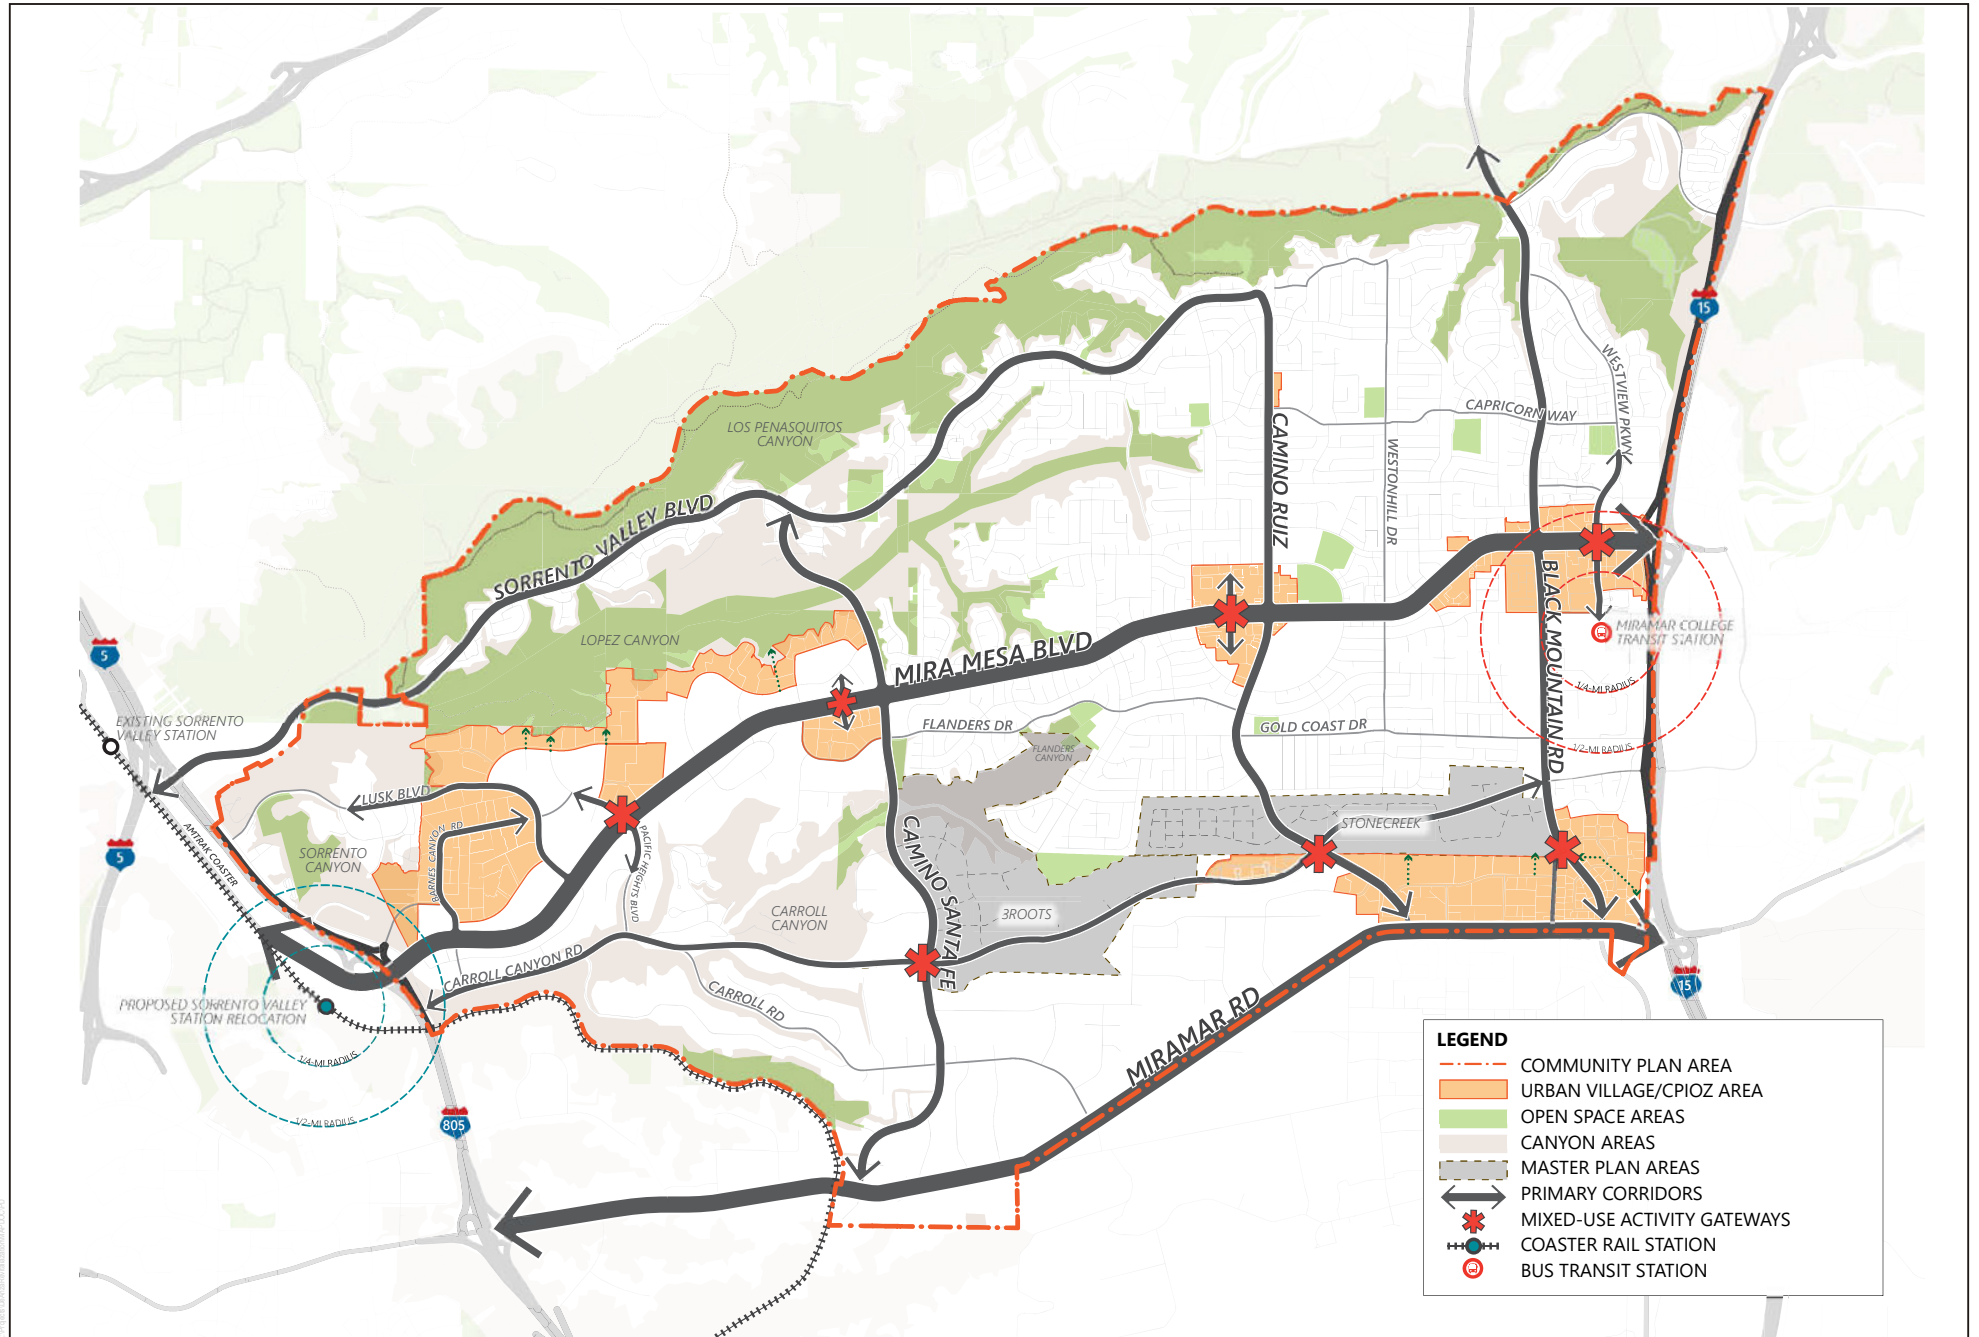 15
LOS PENASQUITOS
CANYON
SORRENTO VALLEY BLVD
CAMINO RUIZ
WESTONHILL DR
CAPRICORN WAY
WESTVIEW PKWY
LOPEZ CANYON
MIRA MESA BLVD
BLACK MOUNTAIN RD
MIRAMAR COLLEGE
TRANSIT STATION
1/4-MI RADIUS
1/2-MI RADIUS
5
EXISTING SORRENTO
VALLEY STATION
FLANDERS DR
FLANDERS
CANYON
GOLD COAST DR
LUSK BLVD
BARNES CANYON RD
PACIFIC HEIGHTS BLVD
5
AMTRAK COASTER
SORRENTO
CANYON
CAMINO SANTA FE
STONECREEK
CARROLL
CANYON
3ROOTS
CARROLL CANYON RD
CARROLL RD
PROPOSED SORRENTO VALLEY
STATION RELOCATION
1/4-MI RADIUS
1/2-MI RADIUS
805
MIRAMAR RD
15
LEGEND
COMMUNITY PLAN AREA
URBAN VILLAGE/CPIOZ AREA
OPEN SPACE AREAS
CANYON AREAS
MASTER PLAN AREAS
PRIMARY CORRIDORS
MIXED-USE ACTIVITY GATEWAYS
COASTER RAIL STATION
BUS TRANSIT STATION